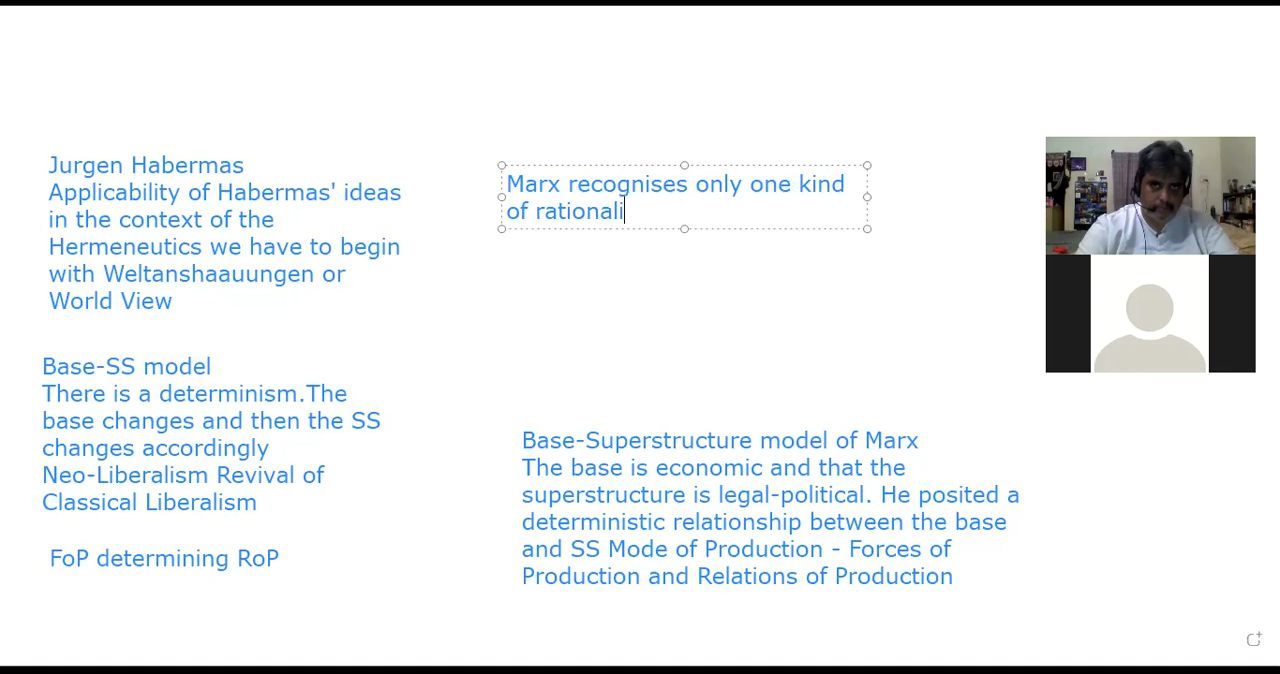 Jurgen Habermas
Applicability of Habermas' ideas
in the context of the
Hermeneutics we have to begin
with Weltanshaauungen or
World View
Base-SS model
There is a determinism.The
base changes and then the SS
changes accordingly
Neo-Liberalism Revival of
Classical Liberalism
FoP determining RoP
Marx recognises only one kind
of rationali
Base-Superstructure model of Marx
The base is economic and that the
superstructure is legal-political. He posited a
deterministic relationship between the base
and SS Mode of Production - Forces of
Production and Relations of Production